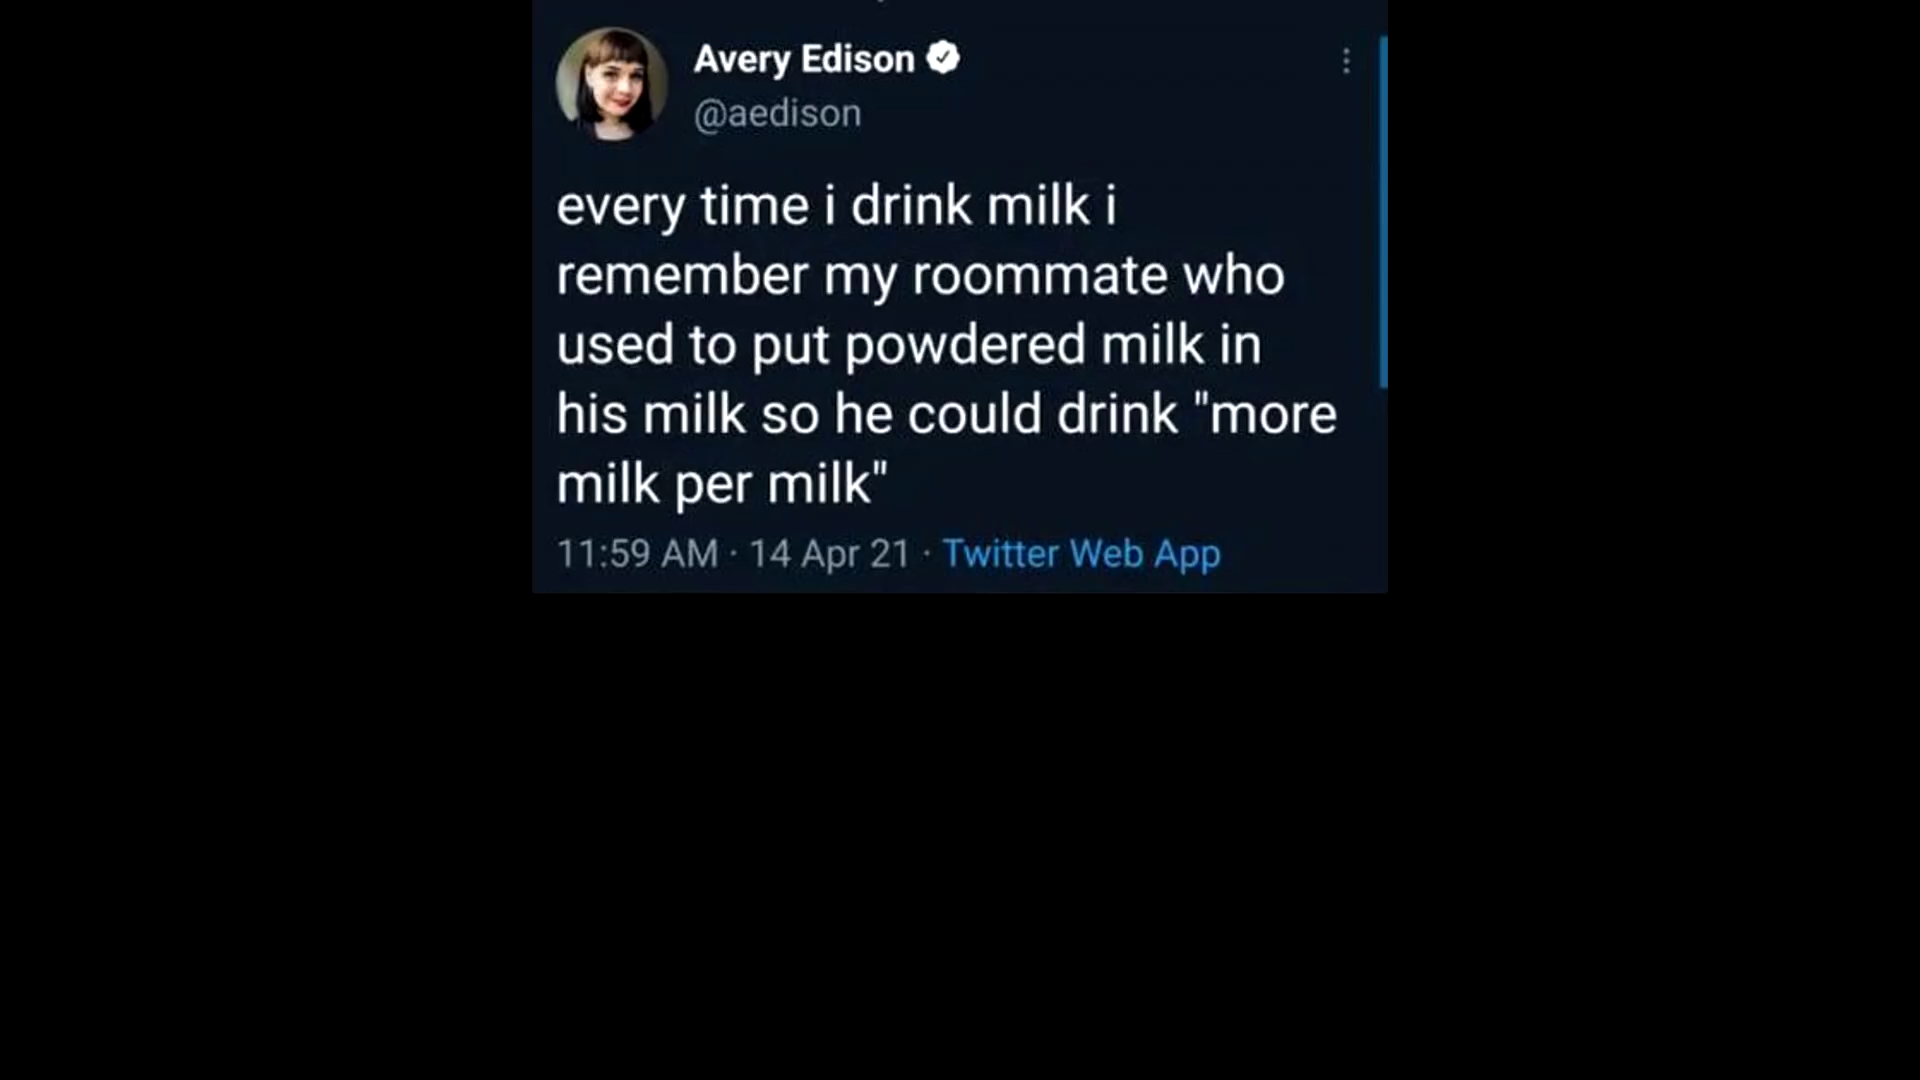 Avery Edison
@aedison
every time i drink milk i
remember my roommate who
used to put powdered milk in
his milk so he could drink "more
milk per milk"
11:59 AM · 14 Apr 21 · Twitter Web App